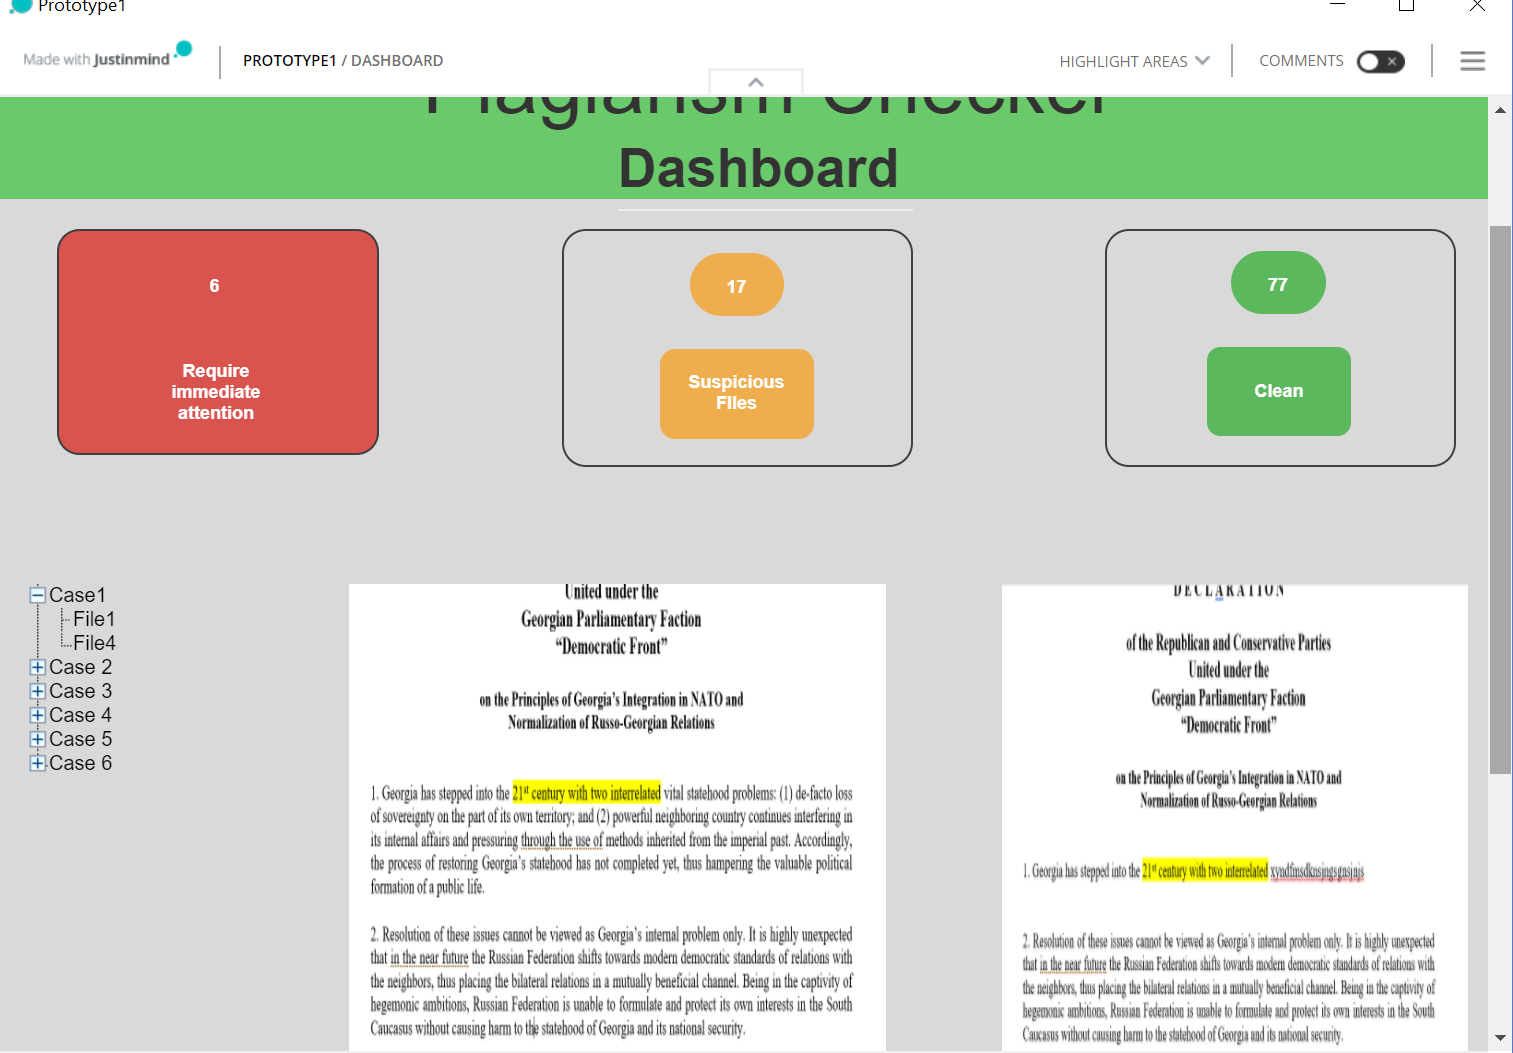 Prototype1
Made with Justinmind
PROTOTYPE1 / DASHBOARD
HIGHLIGHT AREAS
COMMENTS
Plagiarism Checker
Dashboard
6
Require
immediate
attention
17
Suspicious
FIles
77
Clean
Case1
File1
File4
Case 2
Case 3
Case 4
Case 5
Case 6
United under the
Georgian Parliamentary Faction
“Democratic Front”
on the Principles of Georgia’s Integration in NATO and
Normalization of Russo-Georgian Relations
1. Georgia has stepped into the 21st century with two interrelated vital statehood problems: (1) de-facto loss
of sovereignty on the part of its own territory; and (2) powerful neighboring country continues interfering in
its internal affairs and pressuring through the use of methods inherited from the imperial past. Accordingly,
the process of restoring Georgia’s statehood has not completed yet, thus hampering the valuable political
formation of a public life.
2. Resolution of these issues cannot be viewed as Georgia’s internal problem only. It is highly unexpected
that in the near future the Russian Federation shifts towards modern democratic standards of relations with
the neighbors, thus placing the bilateral relations in a mutually beneficial channel. Being in the captivity of
hegemonic ambitions, Russian Federation is unable to formulate and protect its own interests in the South
Caucasus without causing harm to the statehood of Georgia and its national security.
DECLARATION
of the Republican and Conservative Parties
United under the
Georgian Parliamentary Faction
“Democratic Front”
on the Principles of Georgia’s Integration in NATO and
Normalization of Russo-Georgian Relations
1. Georgia has stepped into the 21st century with two interrelated
2. Resolution of these issues cannot be viewed as Georgia’s internal problem only. It is highly unexpected
that in the near future the Russian Federation shifts towards modern democratic standards of relations with
the neighbors, thus placing the bilateral relations in a mutually beneficial channel. Being in the captivity of
hegemonic ambitions, Russian Federation is unable to formulate and protect its own interests in the South
Caucasus without causing harm to the statehood of Georgia and its national security.